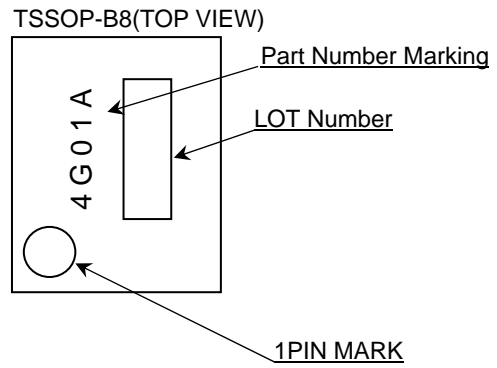 TSSOP-B8(TOP VIEW)
Part Number Marking
4G01A
LOT Number
1PIN MARK